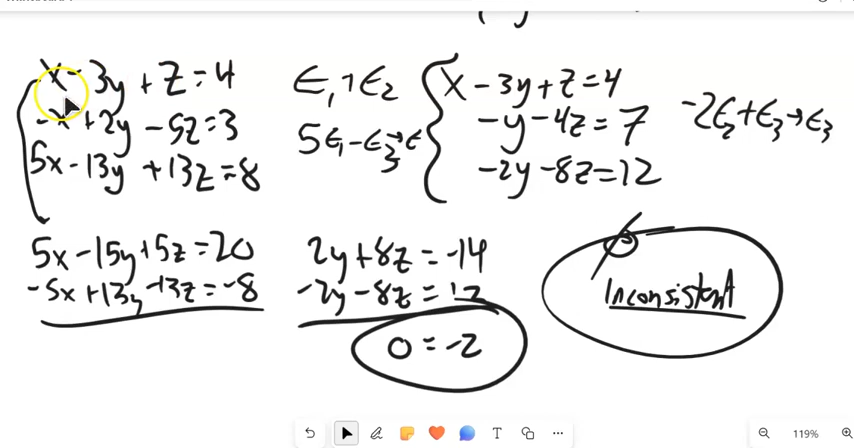 x - 3y + z = 4
-x + 2y - 5z = 3
5x - 13y + 13z = 8
E₁ + E₂
5E₁ - E₃ → E
x - 3y + z = 4
-y - 4z = 7
-2y - 8z = 12
-2E₂ + E₃ → E₃
5x - 15y + 5z = 20
-5x + 13y - 13z = -8
2y + 8z = -14
-2y - 8z = 12
0 = -2
∅
Inconsistent
119%